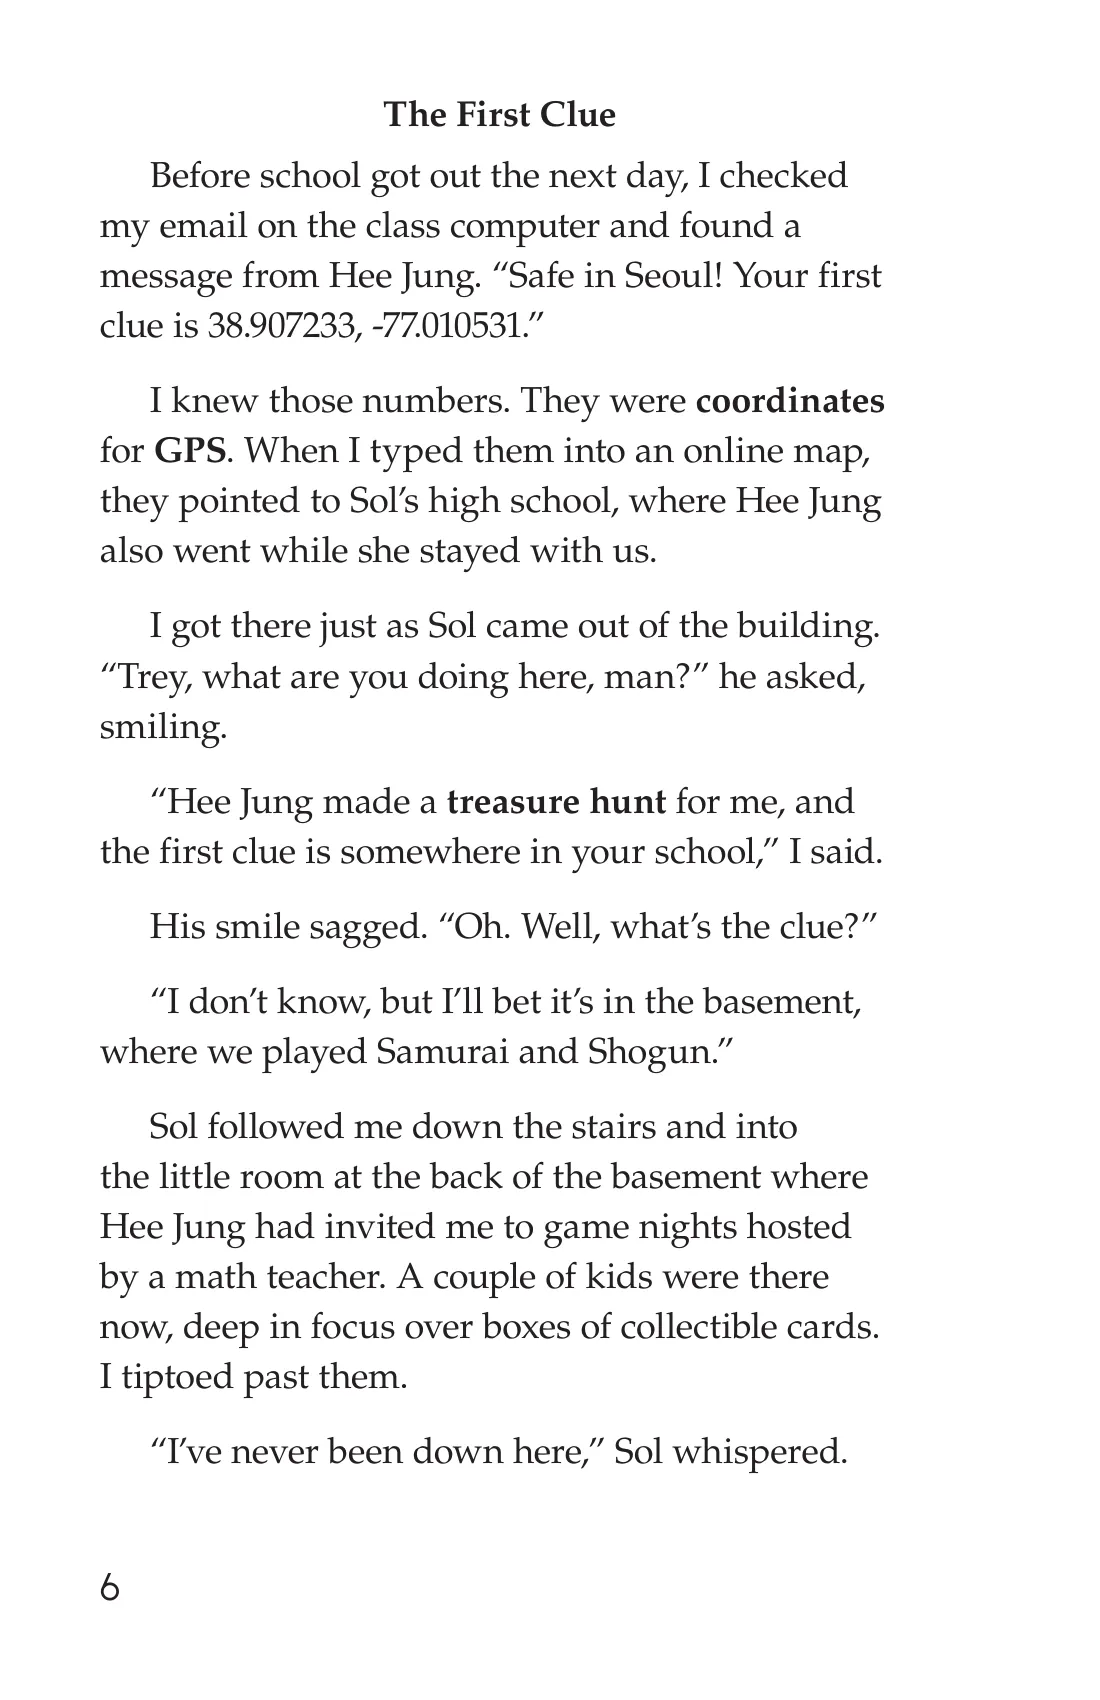 The First Clue
Before school got out the next day, I checked
my email on the class computer and found a
message from Hee Jung. “Safe in Seoul! Your first
clue is 38.907233, -77.010531.”
I knew those numbers. They were coordinates
for GPS. When I typed them into an online map,
they pointed to Sol’s high school, where Hee Jung
also went while she stayed with us.
I got there just as Sol came out of the building.
“Trey, what are you doing here, man?” he asked,
smiling.
“Hee Jung made a treasure hunt for me, and
the first clue is somewhere in your school,” I said.
His smile sagged. “Oh. Well, what’s the clue?”
“I don’t know, but I’ll bet it’s in the basement,
where we played Samurai and Shogun.”
Sol followed me down the stairs and into
the little room at the back of the basement where
Hee Jung had invited me to game nights hosted
by a math teacher. A couple of kids were there
now, deep in focus over boxes of collectible cards.
I tiptoed past them.
“I’ve never been down here,” Sol whispered.
6